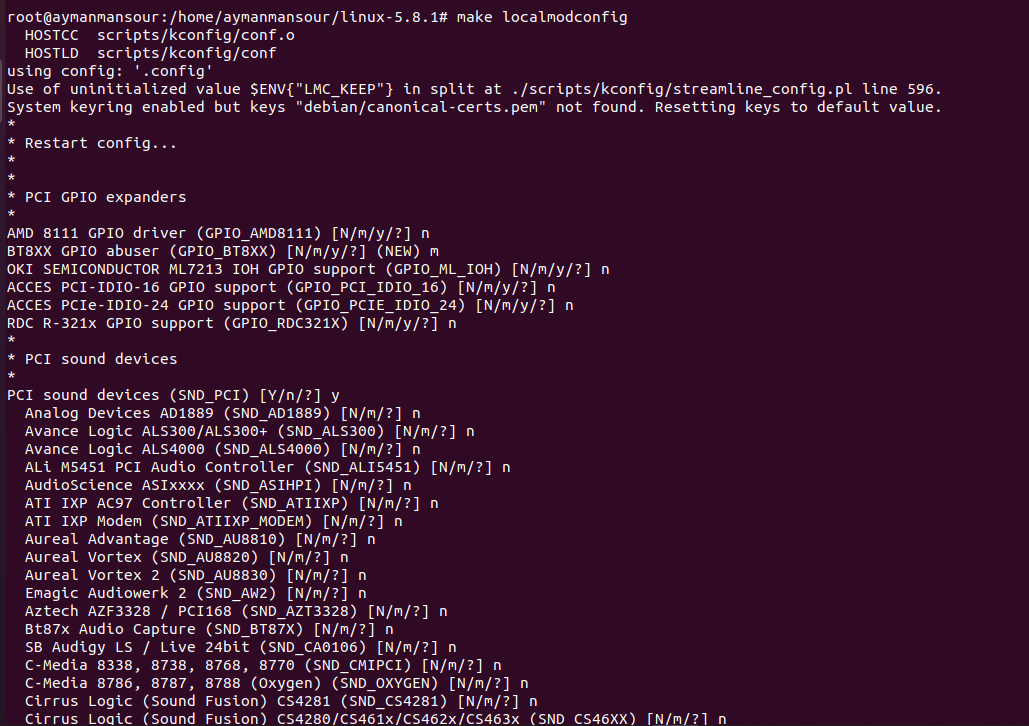 root@aymanmansour:/home/aymanmansour/linux-5.8.1# make localmodconfig
  HOSTCC  scripts/kconfig/conf.o
  HOSTLD  scripts/kconfig/conf
using config: '.config'
Use of uninitialized value $ENV{"LMC_KEEP"} in split at ./scripts/kconfig/streamline_config.pl line 596.
System keyring enabled but keys "debian/canonical-certs.pem" not found. Resetting keys to default value.
*
* Restart config...
*
*
* PCI GPIO expanders
*
AMD 8111 GPIO driver (GPIO_AMD8111) [N/m/y/?] n
BT8XX GPIO abuser (GPIO_BT8XX) [N/m/y/?] (NEW) m
OKI SEMICONDUCTOR ML7213 IOH GPIO support (GPIO_ML_IOH) [N/m/y/?] n
ACCES PCI-IDIO-16 GPIO support (GPIO_PCI_IDIO_16) [N/m/y/?] n
ACCES PCIe-IDIO-24 GPIO support (GPIO_PCIE_IDIO_24) [N/m/y/?] n
RDC R-321x GPIO support (GPIO_RDC321X) [N/m/y/?] n
*
* PCI sound devices
*
PCI sound devices (SND_PCI) [Y/n/?] y
  Analog Devices AD1889 (SND_AD1889) [N/m/?] n
  Avance Logic ALS300/ALS300+ (SND_ALS300) [N/m/?] n
  Avance Logic ALS4000 (SND_ALS4000) [N/m/?] n
  ALi M5451 PCI Audio Controller (SND_ALI5451) [N/m/?] n
  AudioScience ASIxxxx (SND_ASIHPI) [N/m/?] n
  ATI IXP AC97 Controller (SND_ATIIXP) [N/m/?] n
  ATI IXP Modem (SND_ATIIXP_MODEM) [N/m/?] n
  Aureal Advantage (SND_AU8810) [N/m/?] n
  Aureal Vortex (SND_AU8820) [N/m/?] n
  Aureal Vortex 2 (SND_AU8830) [N/m/?] n
  Emagic Audiowerk 2 (SND_AW2) [N/m/?] n
  Aztech AZF3328 / PCI168 (SND_AZT3328) [N/m/?] n
  Bt87x Audio Capture (SND_BT87X) [N/m/?] n
  SB Audigy LS / Live 24bit (SND_CA0106) [N/m/?] n
  C-Media 8338, 8738, 8768, 8770 (SND_CMIPCI) [N/m/?] n
  C-Media 8786, 8787, 8788 (Oxygen) (SND_OXYGEN) [N/m/?] n
  Cirrus Logic (Sound Fusion) CS4281 (SND_CS4281) [N/m/?] n
  Cirrus Logic (Sound Fusion) CS4280/CS461x/CS462x/CS463x (SND_CS46XX) [N/m/?] n